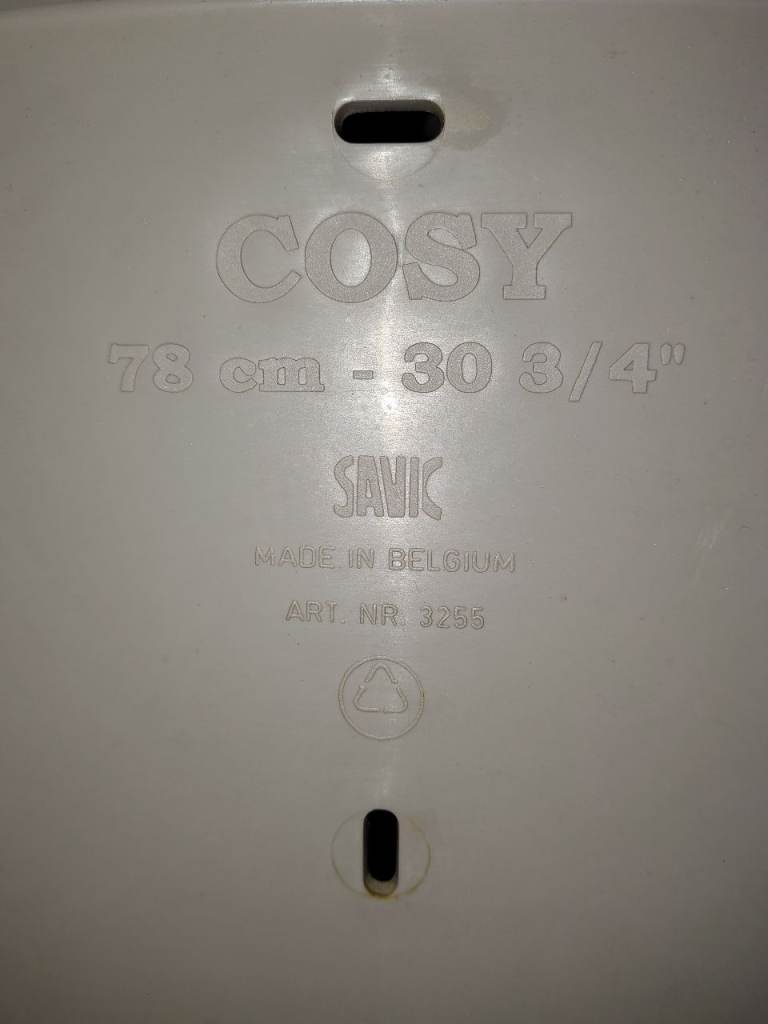 COSY
78 cm - 30 3/4"
SAVIC
MADE IN BELGIUM
ART. NR. 3255